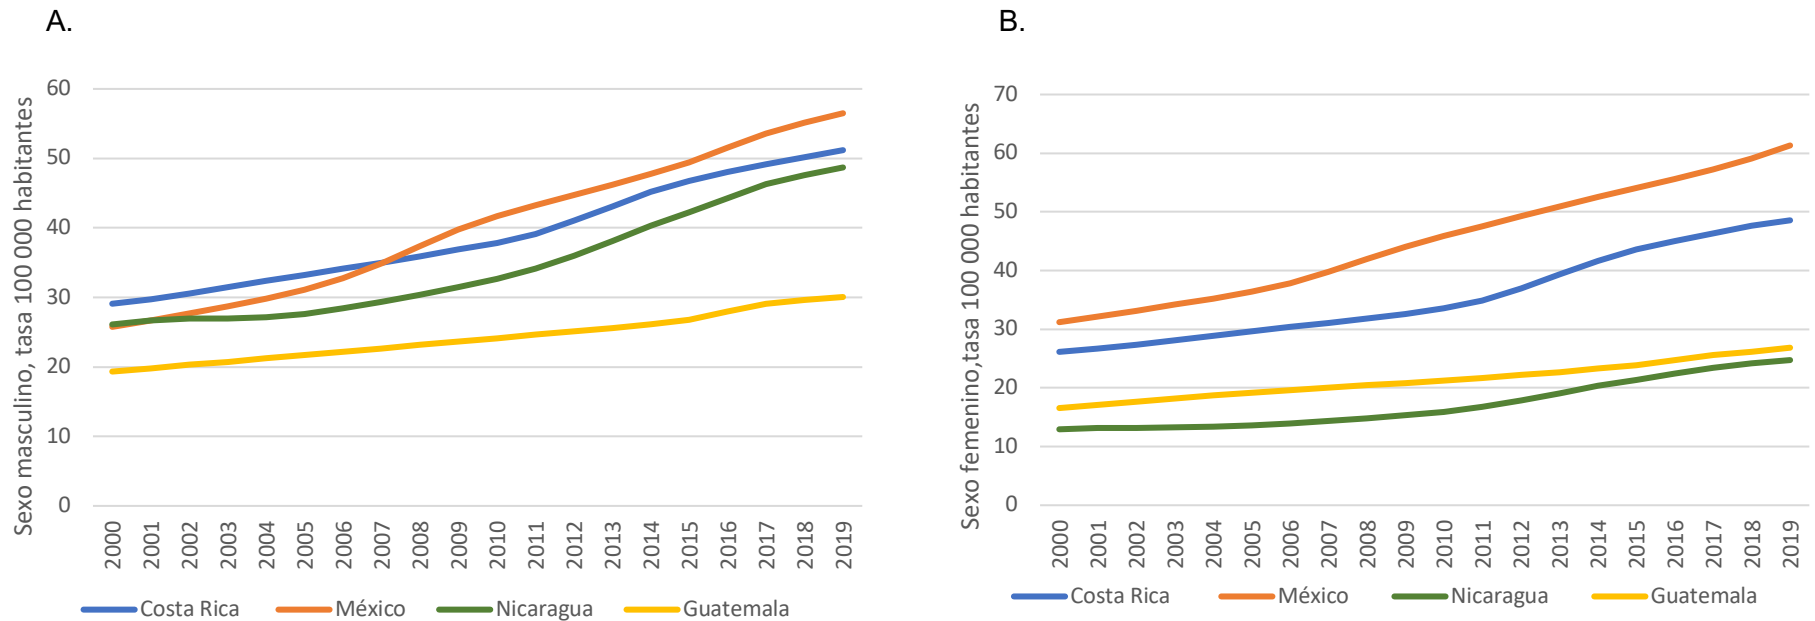 A.
Sexo masculino, tasa 100 000 habitantes
60
50
40
30
20
10
0
2000 2001 2002 2003 2004 2005 2006 2007 2008 2009 2010 2011 2012 2013 2014 2015 2016 2017 2018 2019
Costa Rica México Nicaragua Guatemala
B.
Sexo femenino,tasa 100 000 habitantes
70
60
50
40
30
20
10
0
2000 2001 2002 2003 2004 2005 2006 2007 2008 2009 2010 2011 2012 2013 2014 2015 2016 2017 2018 2019
Costa Rica México Nicaragua Guatemala